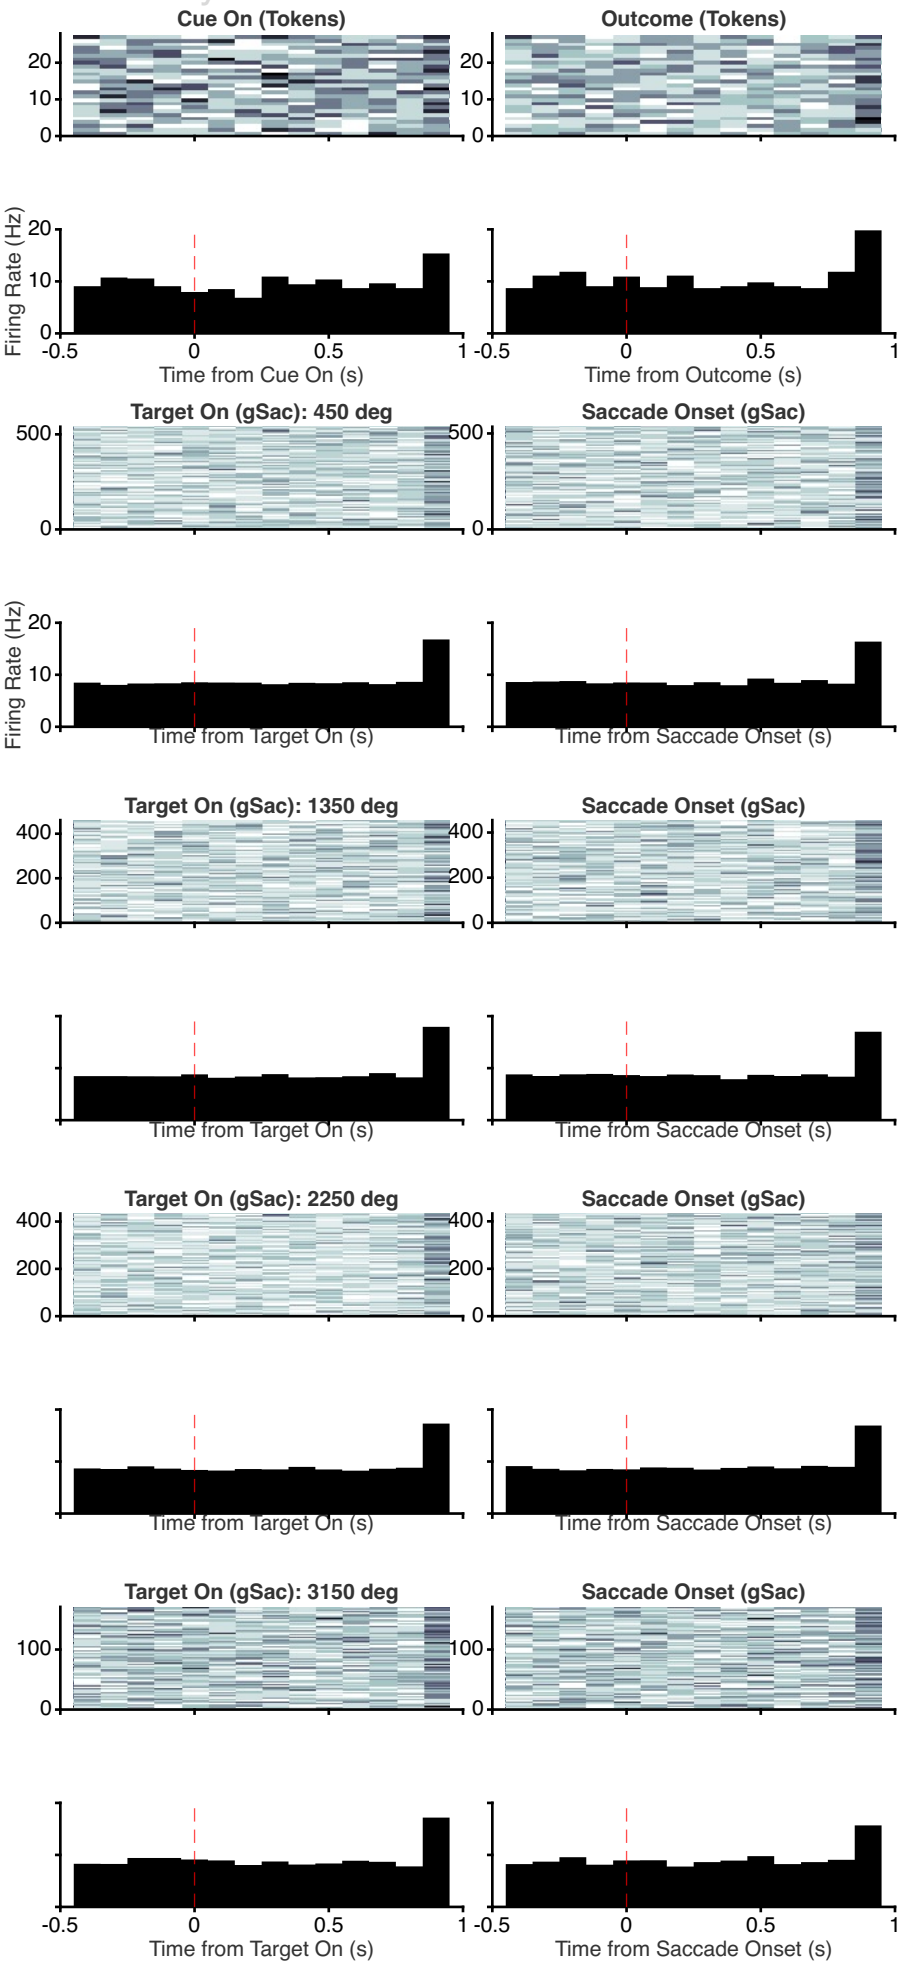 Cue On (Tokens) Outcome (Tokens)
20 20
10 10
0 0
Firing Rate (Hz)
20
10
0
-0.5 0 0.5 1 -0.5 0 0.5 1
Time from Cue On (s) Time from Outcome (s)
Target On (gSac): 450 deg Saccade Onset (gSac)
500 500
0 0
Firing Rate (Hz)
20
10
0
Time from Target On (s) Time from Saccade Onset (s)
Target On (gSac): 1350 deg Saccade Onset (gSac)
400 400
200 200
0 0
Time from Target On (s) Time from Saccade Onset (s)
Target On (gSac): 2250 deg Saccade Onset (gSac)
400 400
200 200
0 0
Time from Target On (s) Time from Saccade Onset (s)
Target On (gSac): 3150 deg Saccade Onset (gSac)
100 100
0 0
-0.5 0 0.5 1 -0.5 0 0.5 1
Time from Target On (s) Time from Saccade Onset (s)